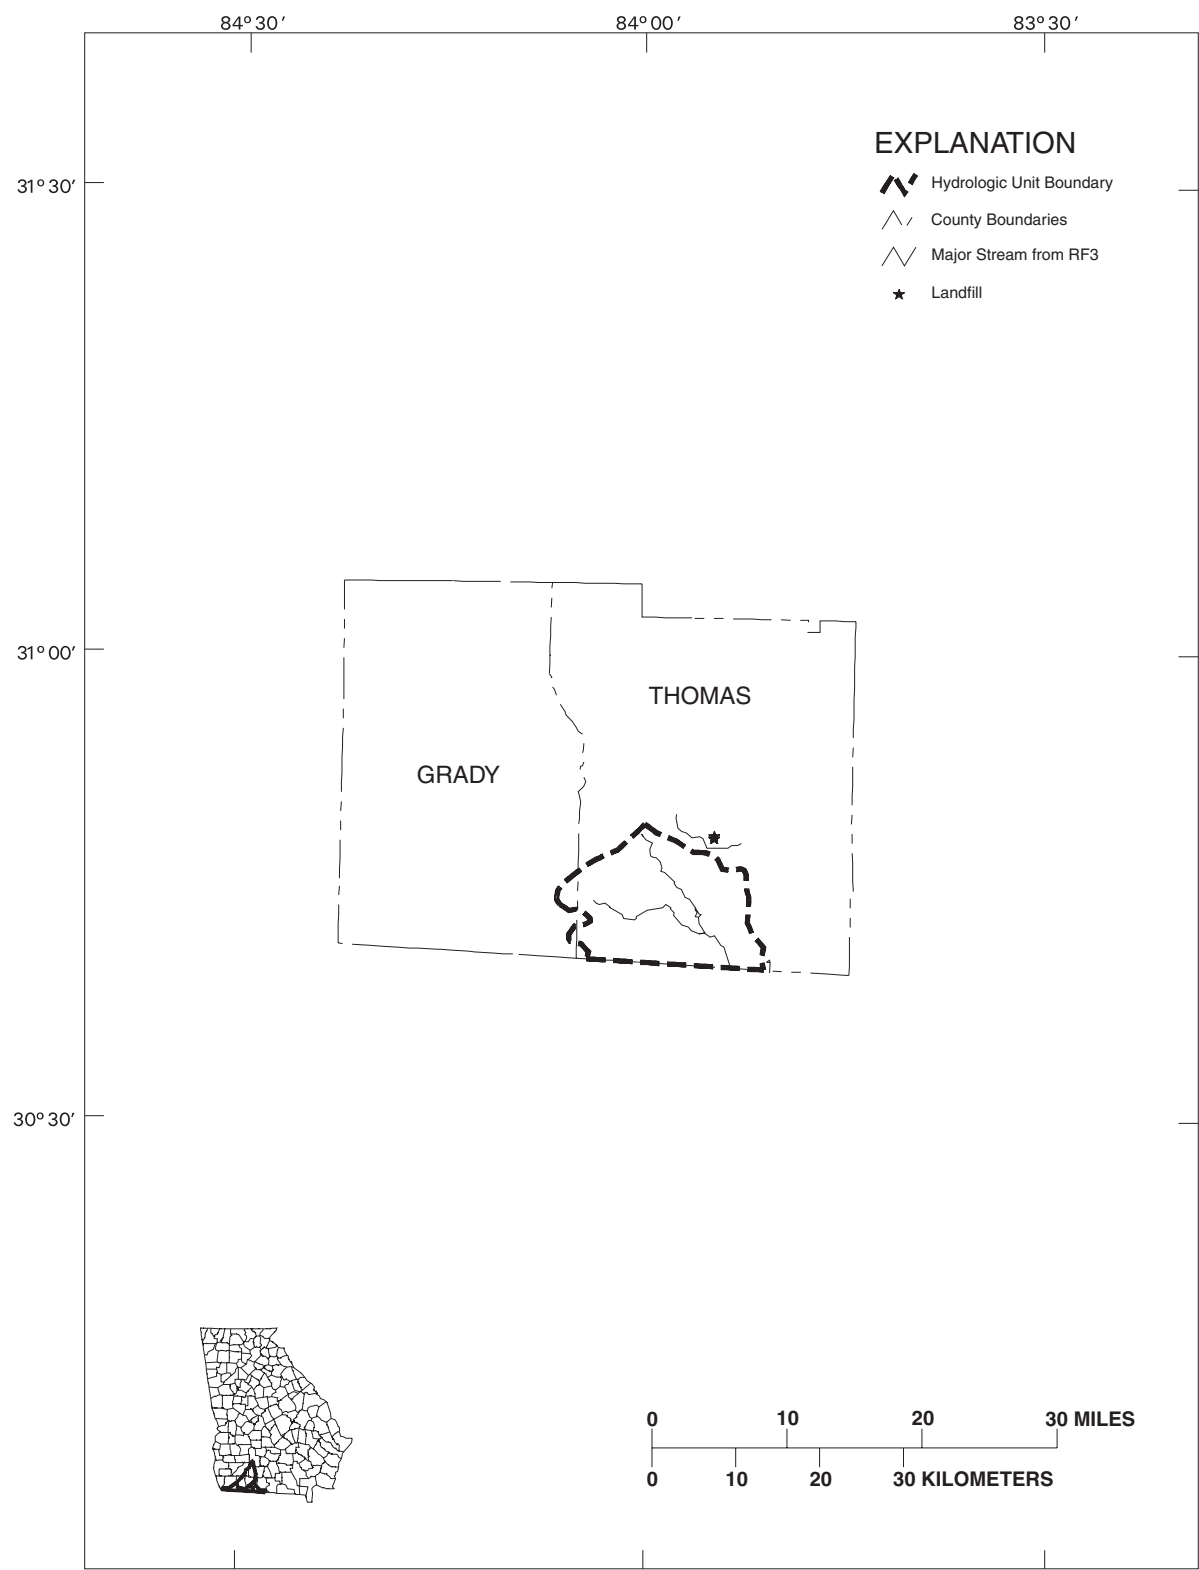 84° 30′ 84° 00′ 83° 30′
EXPLANATION
31° 30′
Hydrologic Unit Boundary
County Boundaries
Major Stream from RF3
Landfill
31° 00′
THOMAS
GRADY
30° 30′
0 10 20 30 MILES
0 10 20 30 KILOMETERS